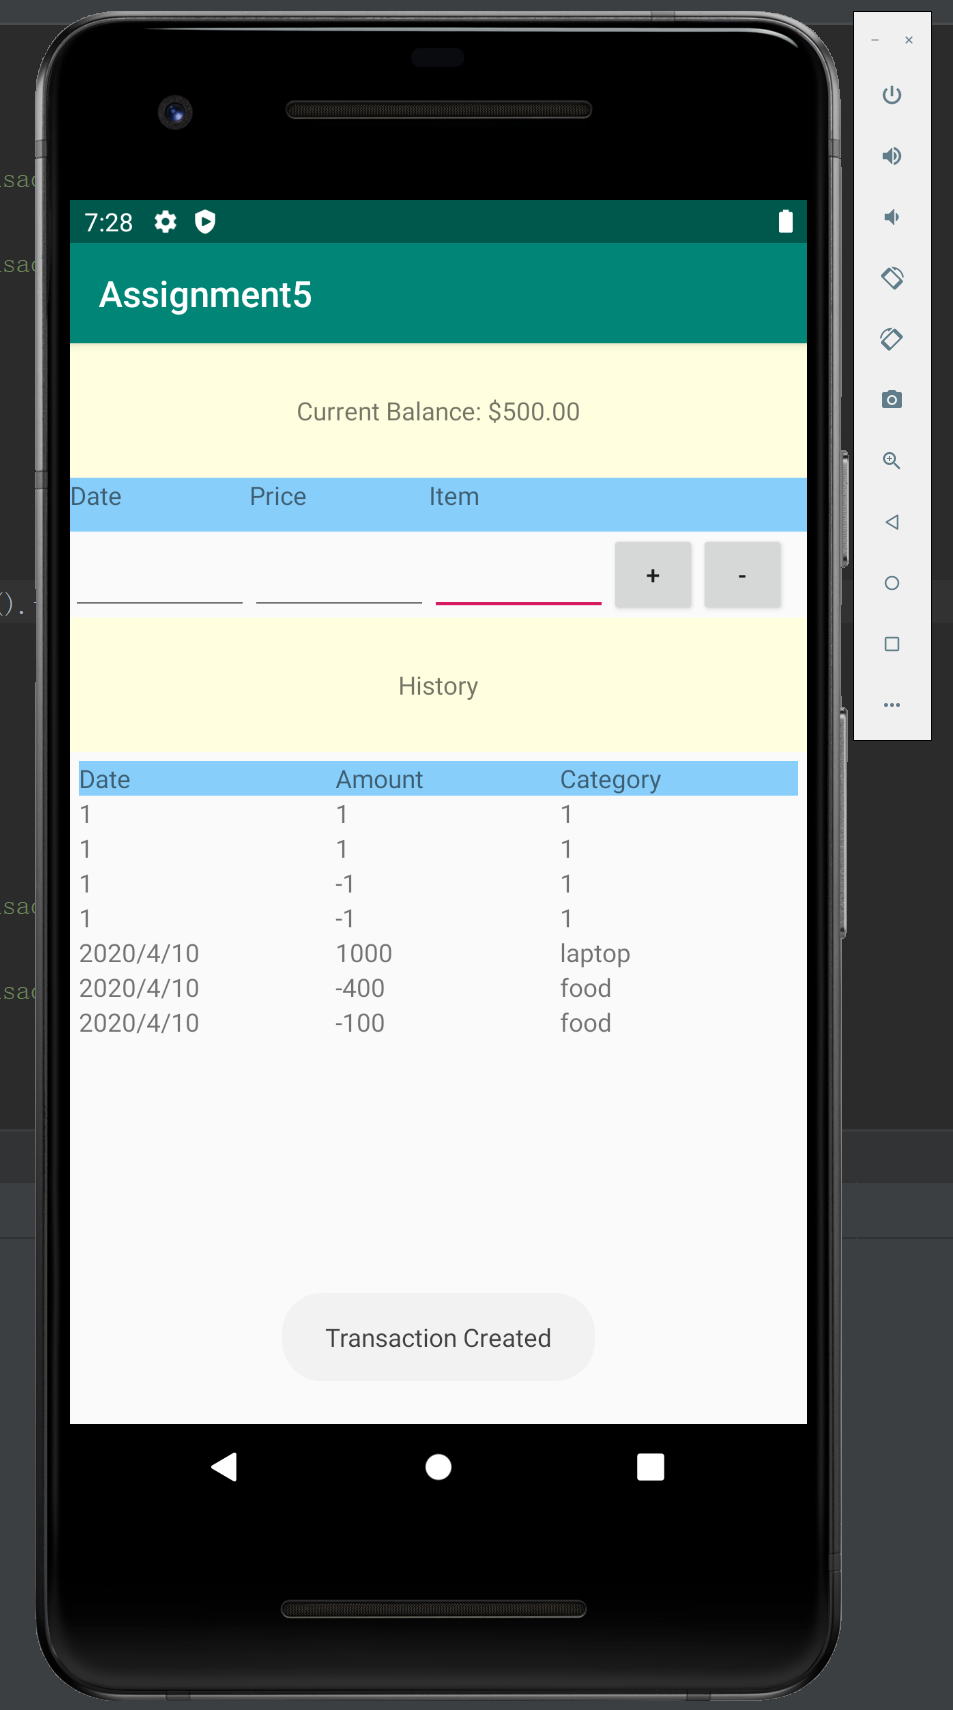 7:28
Assignment5
Current Balance: $500.00
Date Price Item
+ -
History
Date Amount Category
1 1 1
1 1 1
1 -1 1
1 -1 1
2020/4/10 1000 laptop
2020/4/10 -400 food
2020/4/10 -100 food
Transaction Created